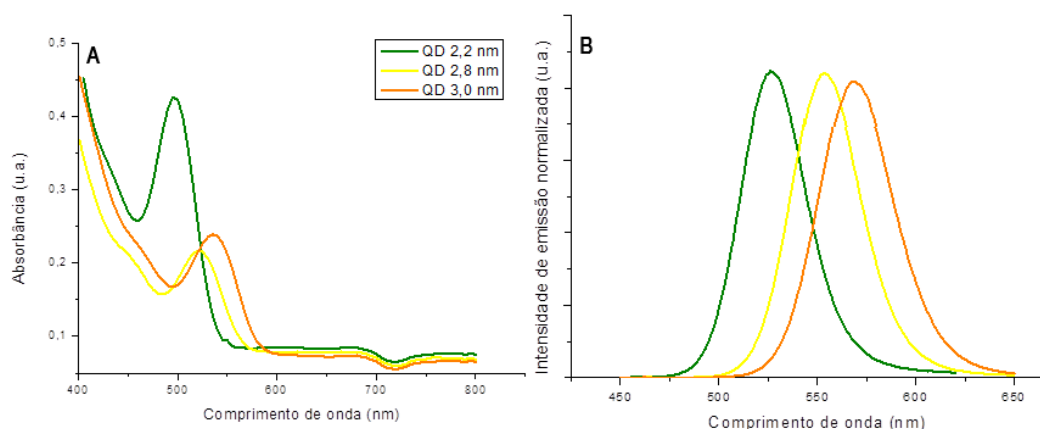 A
QD 2,2 nm
QD 2,8 nm
QD 3,0 nm
0,5
0,4
0,3
0,2
0,1
Absorbância (u.a.)
400 500 600 700 800
Comprimento de onda (nm)
B
Intensidade de emissão normalizada (u.a.)
450 500 550 600 650
Comprimento de onda (nm)